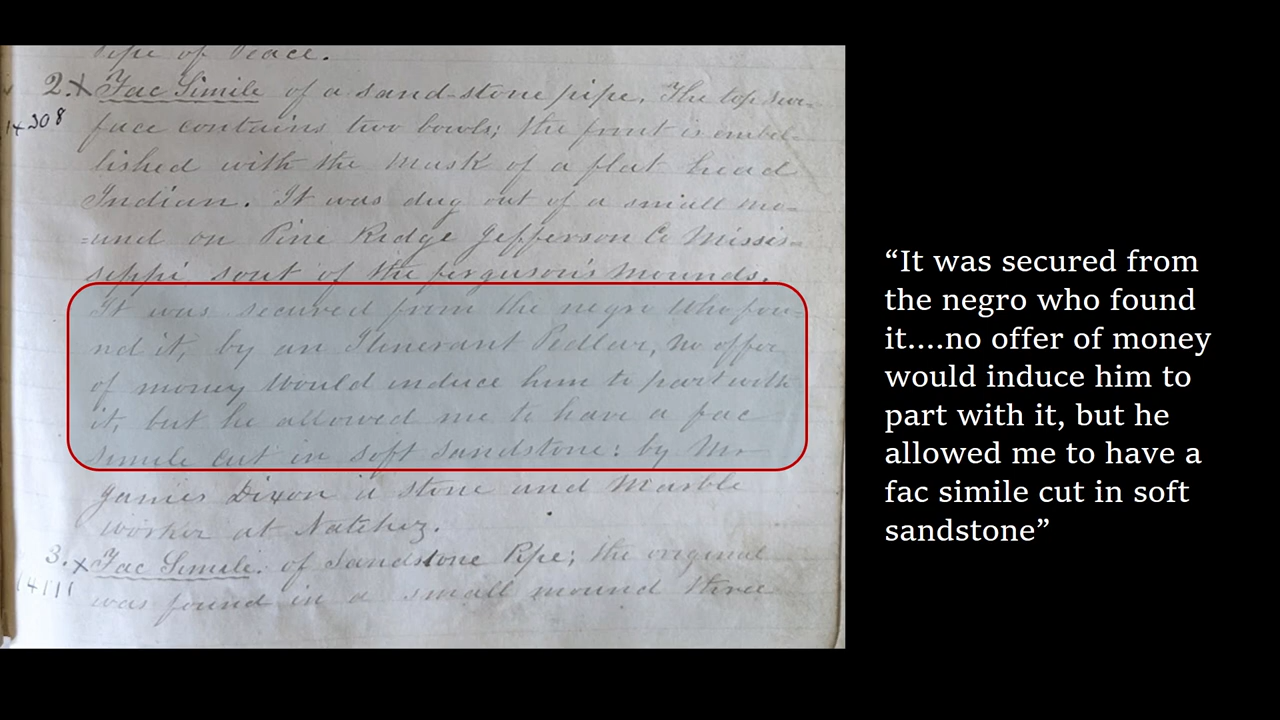 Pipe of Peace.
2. x Fac Simile of a sand-stone pipe. The top sur-
14308
face contains two bowls; the front is embel-
lished with the mask of a flat head
Indian. It was dug out of a small mo-
=und on Pine Ridge Jefferson Co Missis=
seppi sout of the ferguson's mounds.
It was secured from the negro who fou=
nd it, by an Itinerant Pedlar, no offer
of money would induce him to part with
it, but he allowed me to have a fac
simile cut in soft sandstone: by Mr
James Dixon a stone and Marble
worker at Natchez.
3. x Fac Simile. of Sandstone Pipe; the original
14111
was found in a small mound three
“It was secured from
the negro who found
it....no offer of money
would induce him to
part with it, but he
allowed me to have a
fac simile cut in soft
sandstone”